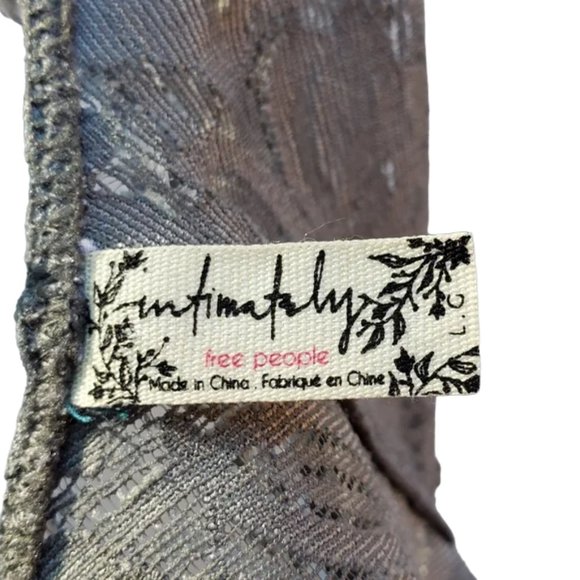 intimately
free people
Made in China . Fabriqué en Chine
L.C